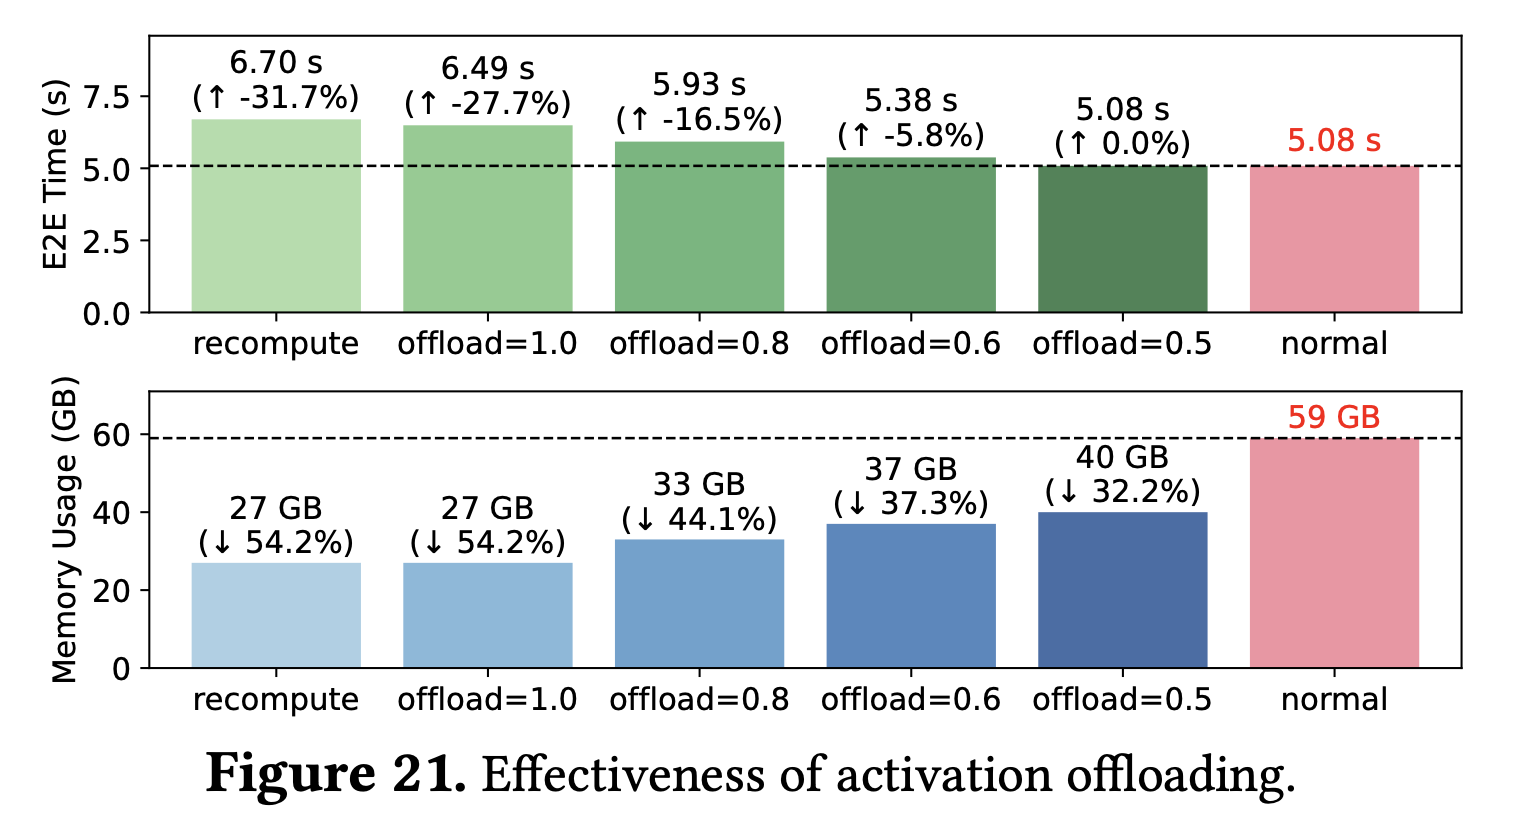 E2E Time (s)
7.5
5.0
2.5
0.0
6.70 s
(↑ -31.7%)
6.49 s
(↑ -27.7%)
5.93 s
(↑ -16.5%)
5.38 s
(↑ -5.8%)
5.08 s
(↑ 0.0%)
5.08 s
recompute offload=1.0 offload=0.8 offload=0.6 offload=0.5 normal
Memory Usage (GB)
60
40
20
0
27 GB
(↓ 54.2%)
27 GB
(↓ 54.2%)
33 GB
(↓ 44.1%)
37 GB
(↓ 37.3%)
40 GB
(↓ 32.2%)
59 GB
recompute offload=1.0 offload=0.8 offload=0.6 offload=0.5 normal
Figure 21. Effectiveness of activation offloading.